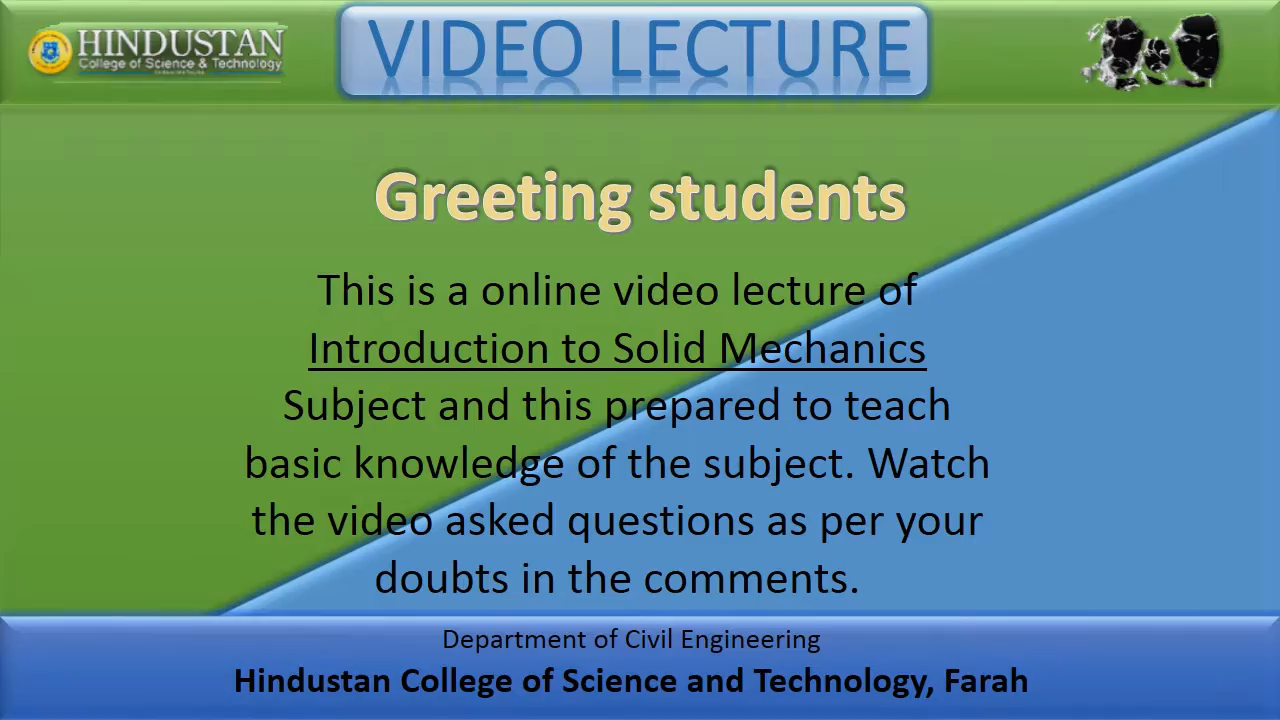 HINDUSTAN
College of Science & Technology
VIDEO LECTURE
Greeting students
This is a online video lecture of
Introduction to Solid Mechanics
Subject and this prepared to teach
basic knowledge of the subject. Watch
the video asked questions as per your
doubts in the comments.
Department of Civil Engineering
Hindustan College of Science and Technology, Farah